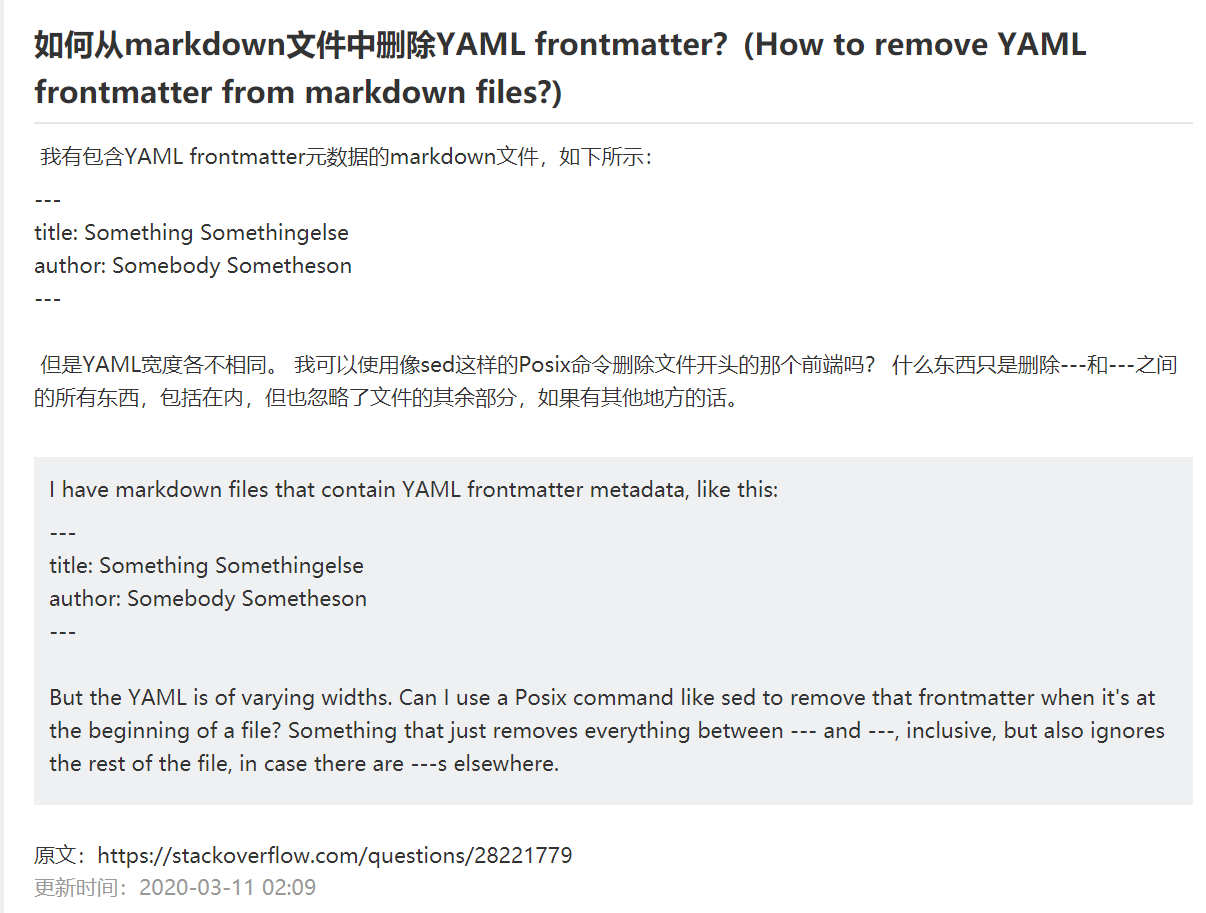 如何从markdown文件中删除YAML frontmatter？(How to remove YAML
frontmatter from markdown files?)
我有包含YAML frontmatter元数据的markdown文件，如下所示：
---
title: Something Somethingelse
author: Somebody Sometheson
---
但是YAML宽度各不相同。 我可以使用像sed这样的Posix命令删除文件开头的那个前端吗？ 什么东西只是删除---和---之间
的所有东西，包括在内，但也忽略了文件的其余部分，如果有其他地方的话。
I have markdown files that contain YAML frontmatter metadata, like this:
---
title: Something Somethingelse
author: Somebody Sometheson
---
But the YAML is of varying widths. Can I use a Posix command like sed to remove that frontmatter when it's at
the beginning of a file? Something that just removes everything between --- and ---, inclusive, but also ignores
the rest of the file, in case there are ---s elsewhere.
原文：https://stackoverflow.com/questions/28221779
更新时间：2020-03-11 02:09